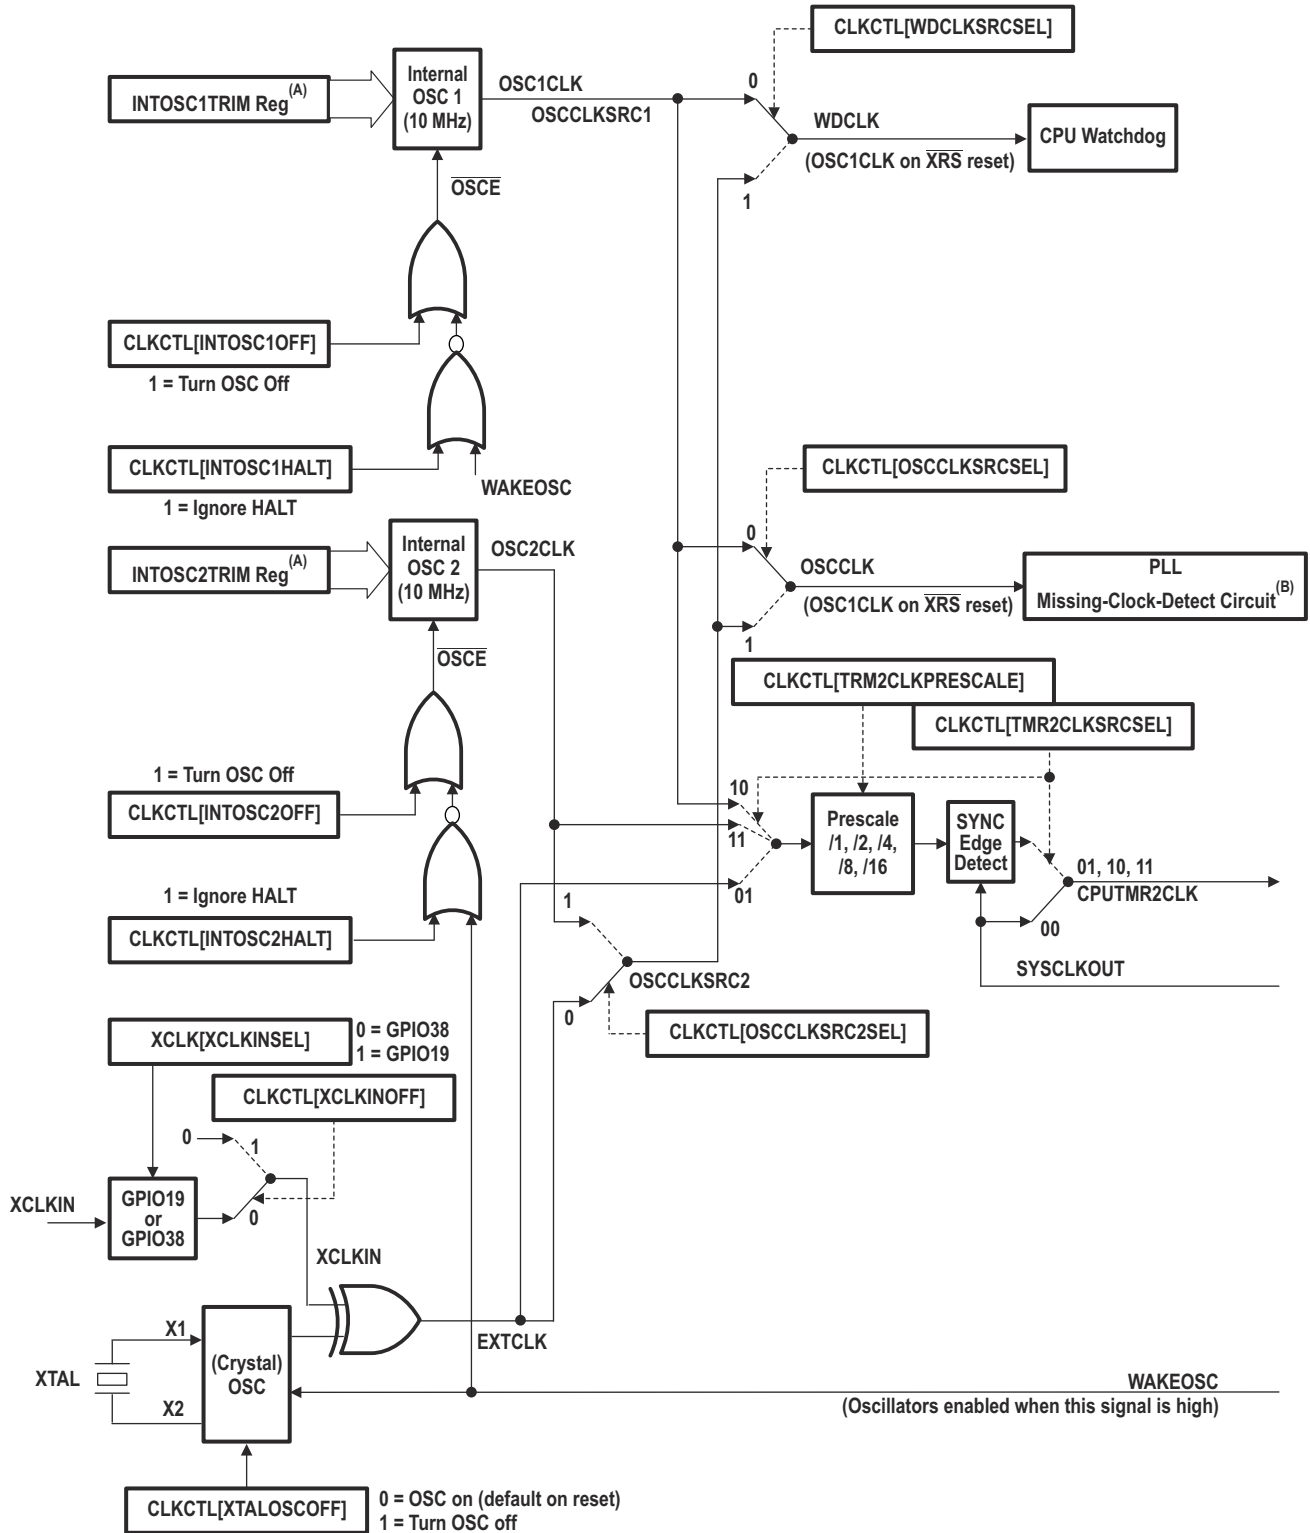 CLKCTL[WDCLKSRCSEL]
INTOSC1TRIM Reg(A)
Internal
OSC 1
(10 MHz)
OSC1CLK
OSCCLKSRC1
0
WDCLK
(OSC1CLK on XRS reset)
CPU Watchdog
1
OSCE
CLKCTL[INTOSC1OFF]
1 = Turn OSC Off
CLKCTL[INTOSC1HALT]
1 = Ignore HALT
WAKEOSC
CLKCTL[OSCCLKSRCSEL]
INTOSC2TRIM Reg(A)
Internal
OSC 2
(10 MHz)
OSC2CLK
0
OSCCLK
(OSC1CLK on XRS reset)
PLL
Missing-Clock-Detect Circuit(B)
1
OSCE
CLKCTL[TRM2CLKPRESCALE]
CLKCTL[TMR2CLKSRCSEL]
1 = Turn OSC Off
CLKCTL[INTOSC2OFF]
10
11
01
Prescale
/1, /2, /4,
/8, /16
SYNC
Edge
Detect
01, 10, 11
CPUTMR2CLK
00
SYSCLKOUT
1 = Ignore HALT
CLKCTL[INTOSC2HALT]
1
OSCCLKSRC2
0
CLKCTL[OSCCLKSRC2SEL]
XCLK[XCLKINSEL]
0 = GPIO38
1 = GPIO19
CLKCTL[XCLKINOFF]
0
1
XCLKIN
GPIO19
or
GPIO38
0
XCLKIN
EXTCLK
X1
XTAL
(Crystal)
OSC
X2
WAKEOSC
(Oscillators enabled when this signal is high)
CLKCTL[XTALOSCOFF]
0 = OSC on (default on reset)
1 = Turn OSC off